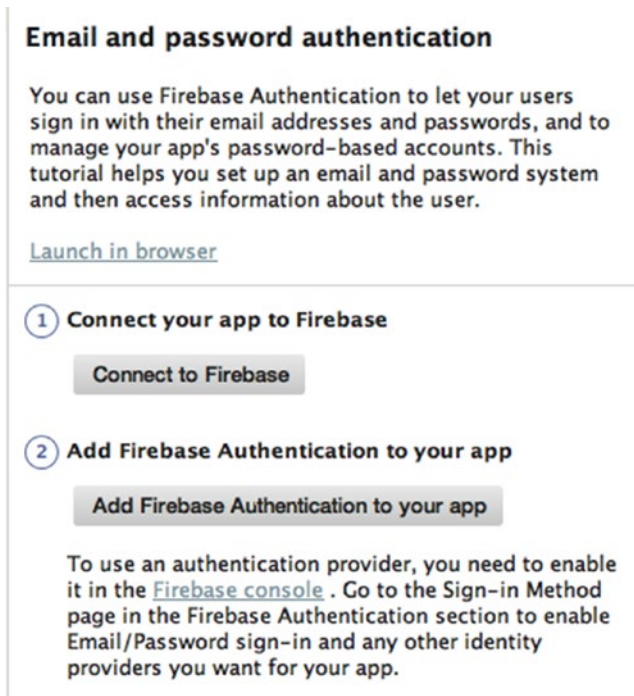 Email and password authentication
You can use Firebase Authentication to let your users
sign in with their email addresses and passwords, and to
manage your app's password-based accounts. This
tutorial helps you set up an email and password system
and then access information about the user.
Launch in browser
1 Connect your app to Firebase
Connect to Firebase
2 Add Firebase Authentication to your app
Add Firebase Authentication to your app
To use an authentication provider, you need to enable
it in the Firebase console . Go to the Sign-in Method
page in the Firebase Authentication section to enable
Email/Password sign-in and any other identity
providers you want for your app.